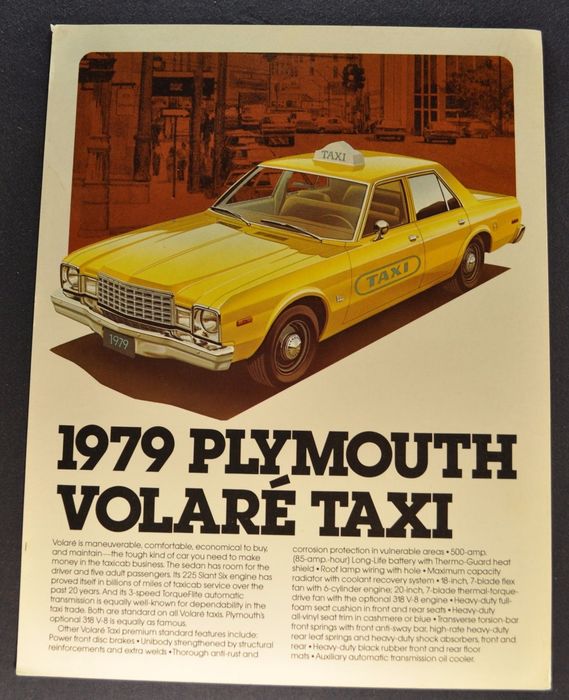 TAXI
TAXI
1979
1979 PLYMOUTH
VOLARÉ TAXI
Volaré is maneuverable, comfortable, economical to buy,
and maintain—the tough kind of car you need to make
money in the taxicab business. The sedan has room for the
driver and five adult passengers. Its 225 Slant Six engine has
proved itself in billions of miles of taxicab service over the
past 20 years. And its 3-speed TorqueFlite automatic
transmission is equally well-known for dependability in the
taxi trade. Both are standard on all Volaré taxis. Plymouth's
optional 318 V-8 is equally as famous.
Other Volaré Taxi premium standard features include:
Power front disc brakes • Unibody strengthened by structural
reinforcements and extra welds • Thorough anti-rust and
corrosion protection in vulnerable areas • 500-amp.
(85-amp.-hour) Long-Life battery with Thermo-Guard heat
shield • Roof lamp wiring with hole • Maximum capacity
radiator with coolant recovery system • 18-inch, 7-blade flex
fan with 6-cylinder engine; 20-inch, 7-blade thermal-torque-
drive fan with the optional 318 V-8 engine • Heavy-duty full-
foam seat cushion in front and rear seats • Heavy-duty
all-vinyl seat trim in cashmere or blue • Transverse torsion-bar
front springs with front anti-sway bar, high-rate heavy-duty
rear leaf springs and heavy-duty shock absorbers, front and
rear • Heavy-duty black rubber front and rear floor
mats • Auxiliary automatic transmission oil cooler.